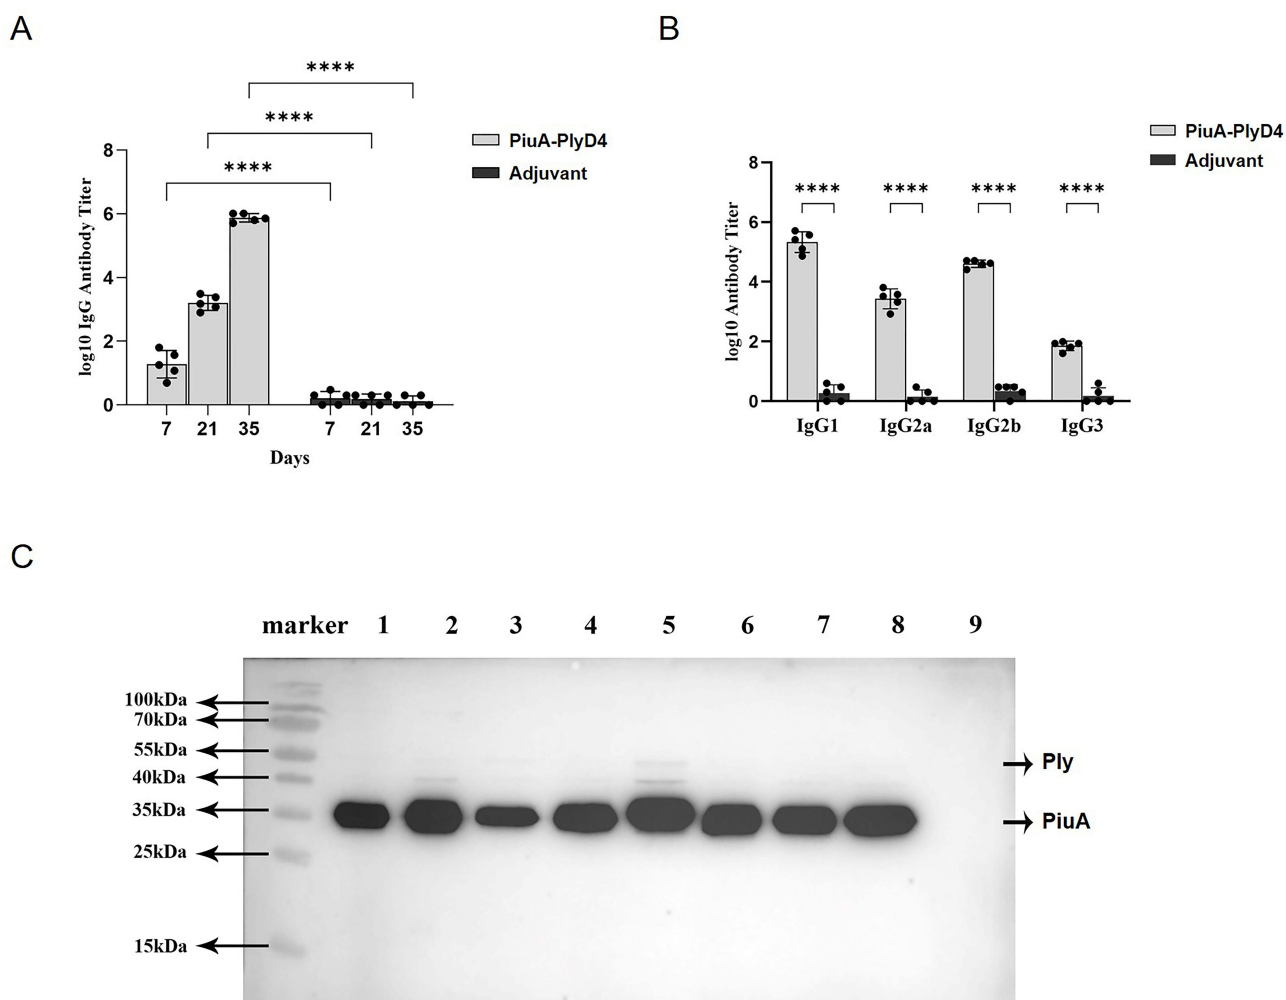 A
****
****
****
PiuA-PlyD4
Adjuvant
8
6
4
2
0
log10 IgG Antibody Titer
7 21 35 7 21 35
Days
B
PiuA-PlyD4
Adjuvant
**** **** **** ****
8
6
4
2
0
log10 Antibody Titer
IgG1 IgG2a IgG2b IgG3
C
marker 1 2 3 4 5 6 7 8 9
100kDa
70kDa
55kDa
40kDa
35kDa
25kDa
15kDa
Ply
PiuA